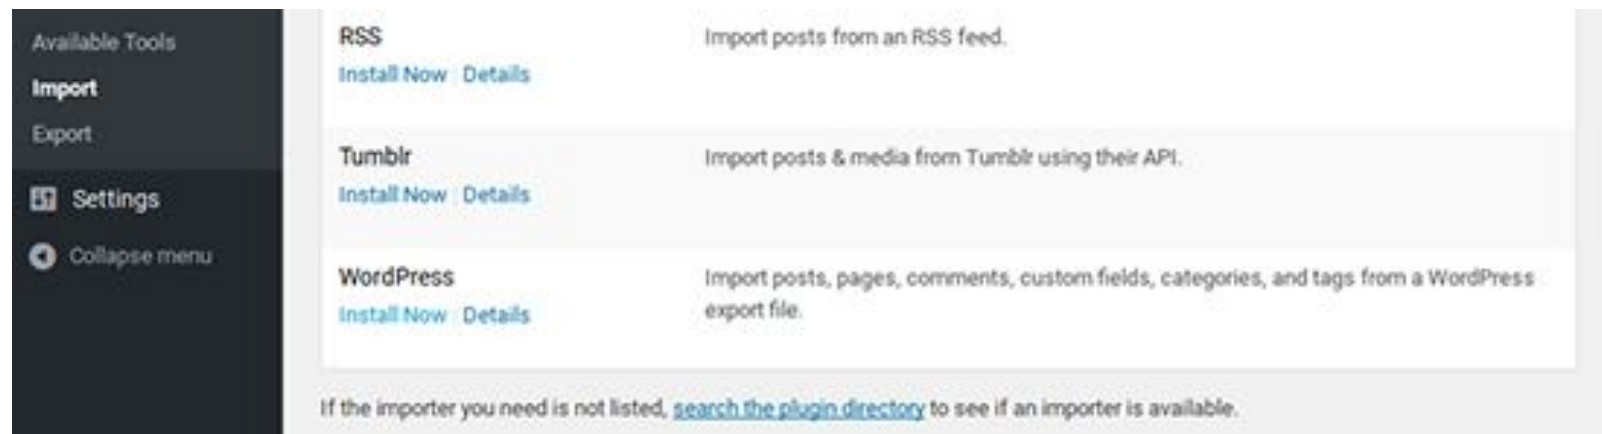 Available Tools
Import
Export
Settings
Collapse menu
RSS
Import posts from an RSS feed.
Install Now | Details
Tumblr
Import posts & media from Tumblr using their API.
Install Now | Details
WordPress
Import posts, pages, comments, custom fields, categories, and tags from a WordPress
export file.
Install Now | Details
If the importer you need is not listed, search the plugin directory to see if an importer is available.